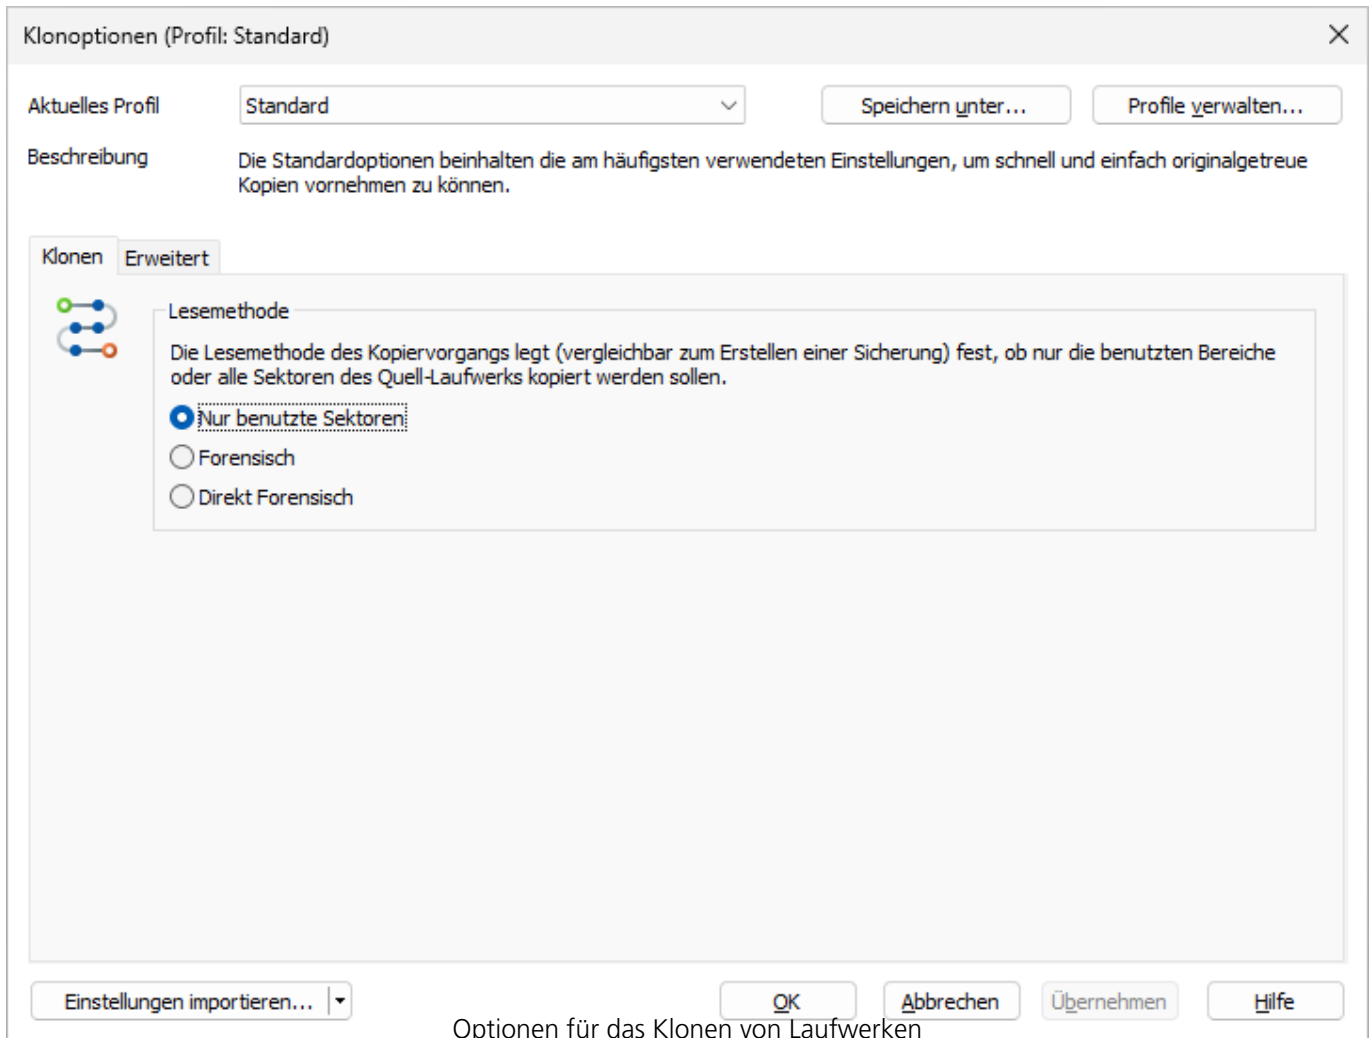 Klonoptionen (Profil: Standard)
Aktuelles Profil
Standard
Speichern unter...
Profile verwalten...
Beschreibung
Die Standardoptionen beinhalten die am häufigsten verwendeten Einstellungen, um schnell und einfach originalgetreue
Kopien vornehmen zu können.
Klonen
Erweitert
Lesemethode
Die Lesemethode des Kopiervorgangs legt (vergleichbar zum Erstellen einer Sicherung) fest, ob nur die benutzten Bereiche
oder alle Sektoren des Quell-Laufwerks kopiert werden sollen.
Nur benutzte Sektoren
Forensisch
Direkt Forensisch
Einstellungen importieren...
OK
Abbrechen
Übernehmen
Hilfe
Optionen für das Klonen von Laufwerken